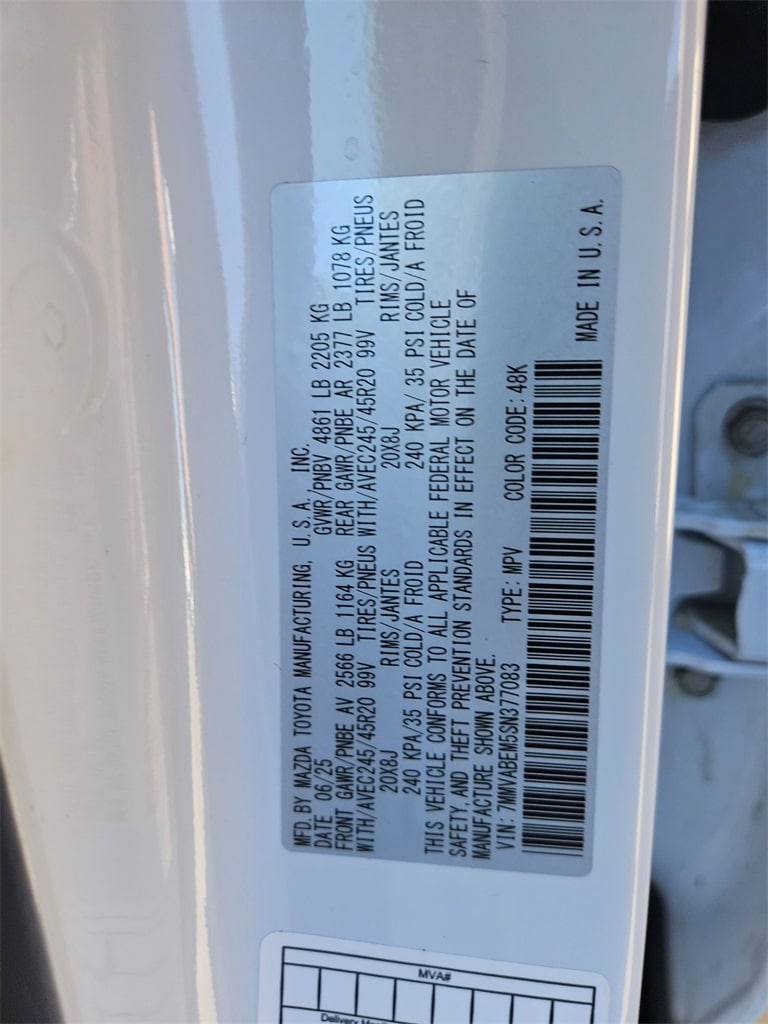 MFD. BY MAZDA TOYOTA MANUFACTURING, U.S.A. INC.
DATE 06/25 GVWR/PNBV 4861 LB 2205 KG
FRONT GAWR/PNBE AV 2566 LB 1164 KG REAR GAWR/PNBE AR 2377 LB 1078 KG
WITH/AVEC245/45R20 99V TIRES/PNEUS WITH/AVEC245/45R20 99V TIRES/PNEUS
20X8J RIMS/JANTES 20X8J RIMS/JANTES
240 KPA/35 PSI COLD/A FROID 240 KPA/ 35 PSI COLD/A FROID
THIS VEHICLE CONFORMS TO ALL APPLICABLE FEDERAL MOTOR VEHICLE
SAFETY, AND THEFT PREVENTION STANDARDS IN EFFECT ON THE DATE OF
MANUFACTURE SHOWN ABOVE.
VIN: 7MMVABEM5SN377083 TYPE: MPV COLOR CODE: 48K
MADE IN U.S.A.
MVA#
Delivery